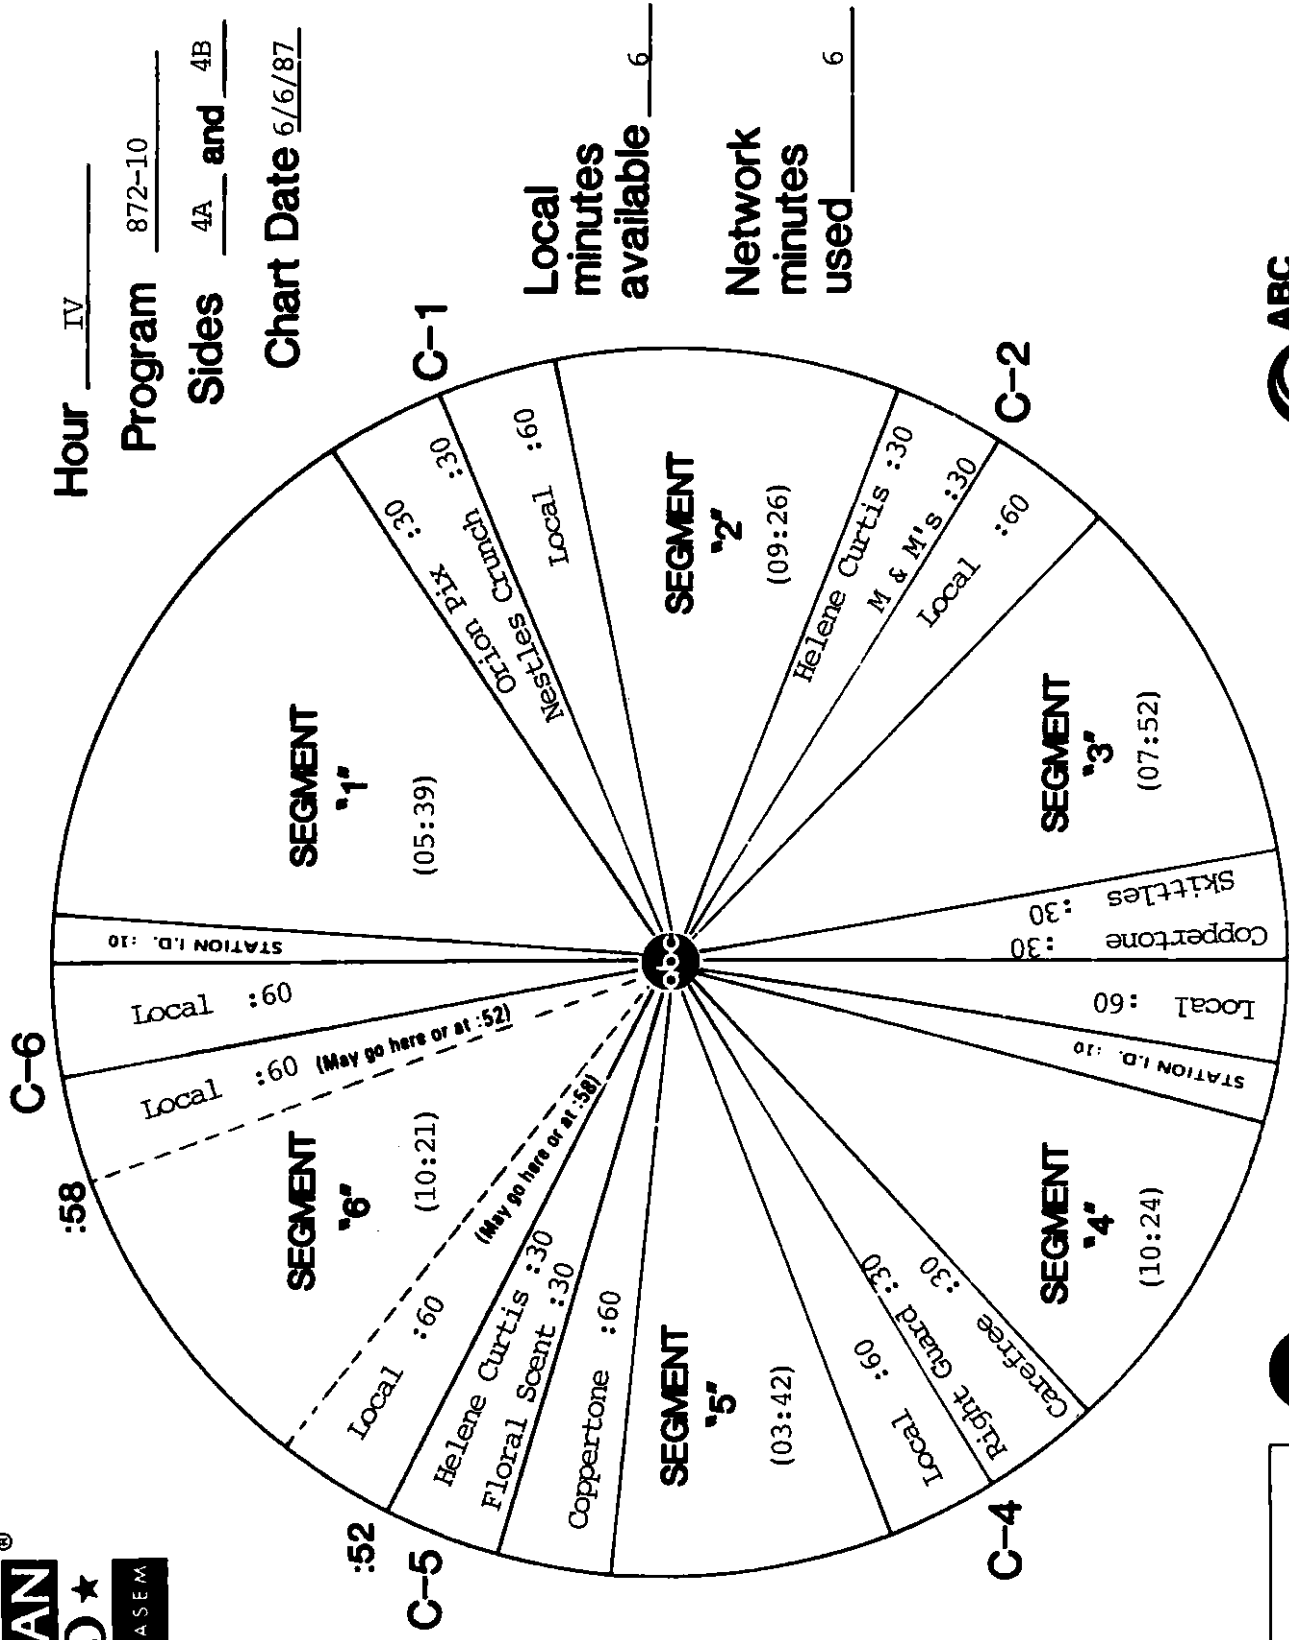 AN
®
ASEM
Hour IV
Program 872-10
Sides 4A and 4B
Chart Date 6/6/87
Local
minutes
available 6
Network
minutes
used 6
ABC
abc
STATION I.D. :10
SEGMENT
"1"
(05:39)
C-1
Orion Pix :30
Nestles Crunch :30
Local :60
SEGMENT
"2"
(09:26)
C-2
Helene Curtis :30
M & M's :30
Local :60
SEGMENT
"3"
(07:52)
Skittles :30
Coppertone :30
Local :60
STATION I.D. :10
SEGMENT
"4"
(10:24)
C-4
Carefree :30
Right Guard :30
Local :60
SEGMENT
"5"
(03:42)
C-5
Coppertone :60
Floral Scent :30
Helene Curtis :30
:52
Local :60
(May go here or at :58)
SEGMENT
"6"
(10:21)
:58
Local :60 (May go here or at :52)
C-6
Local :60